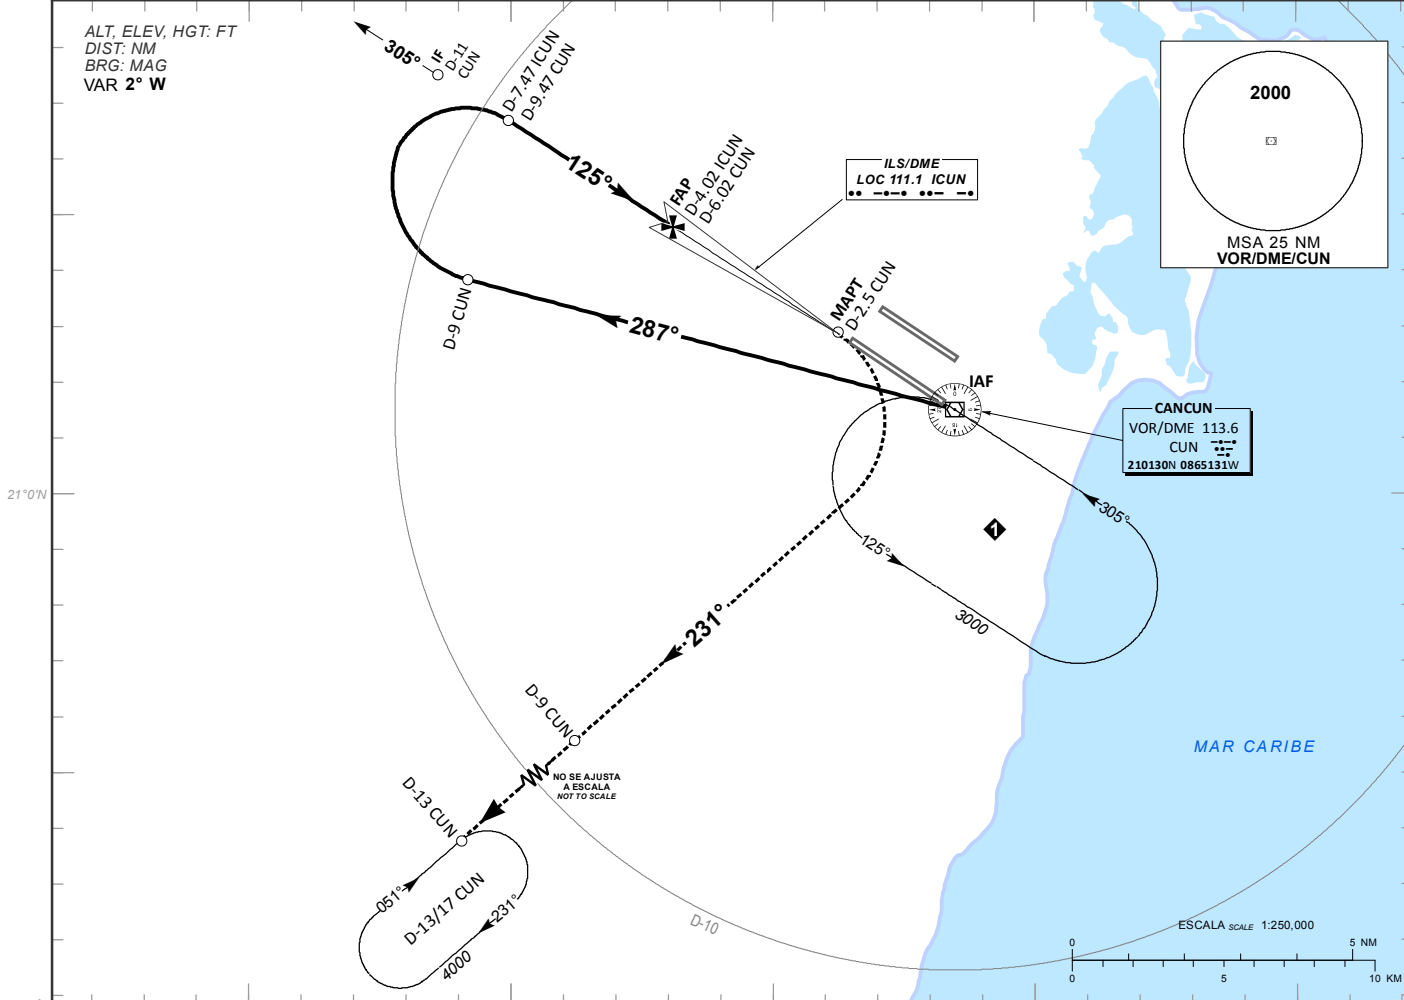 ALT, ELEV, HGT: FT
DIST: NM
BRG: MAG
VAR 2° W
305°
IF
D-11
CUN
D-7.47 ICUN
D-9.47 CUN
125°
FAP
D-4.02 ICUN
D-6.02 CUN
ILS/DME
LOC 111.1 ICUN
2000
MSA 25 NM
VOR/DME/CUN
MAPT
D-2.5 CUN
D-9 CUN
287°
IAF
CANCUN
VOR/DME 113.6
CUN
210130N 0865131W
21°0'N
305°
1
125°
3000
231°
D-9 CUN
MAR CARIBE
NO SE AJUSTA
A ESCALA
NOT TO SCALE
D-13 CUN
051°
D-13/17 CUN
231°
4000
D-10
ESCALA SCALE 1:250,000
0 5 NM
0 5 10 KM